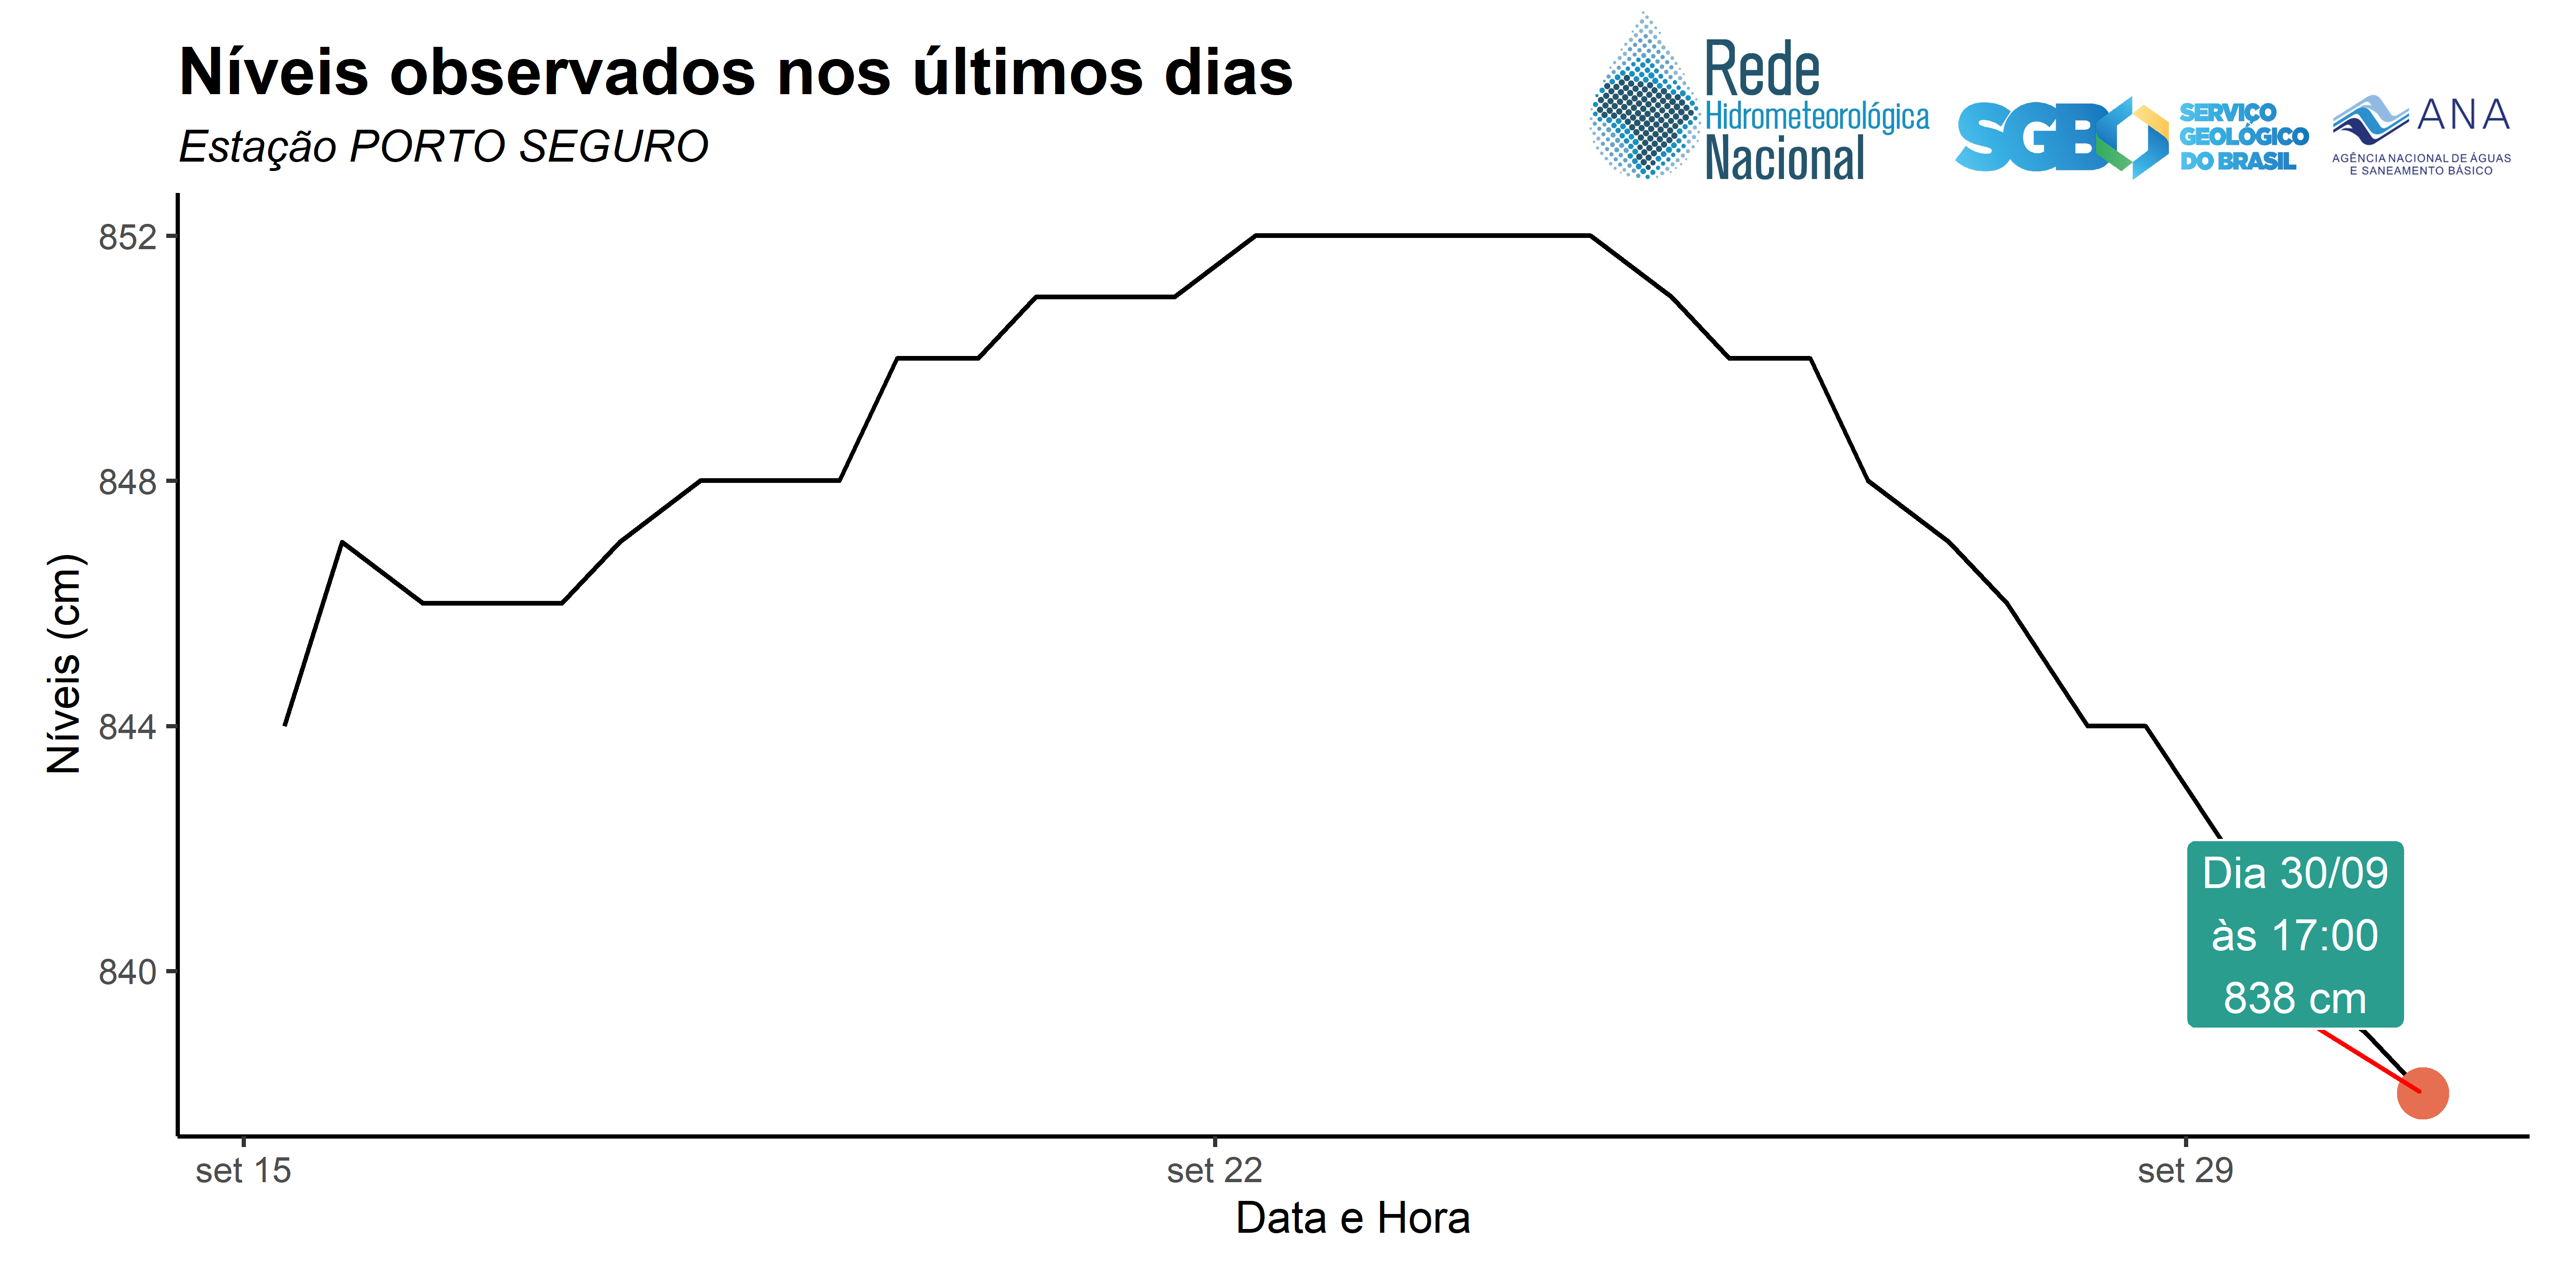 Níveis observados nos últimos dias
Estação PORTO SEGURO
Rede
Hidrometeorológica
Nacional
SGB
SERVIÇO
GEOLÓGICO
DO BRASIL
ANA
AGÊNCIA NACIONAL DE ÁGUAS
E SANEAMENTO BÁSICO
852
848
844
840
Níveis (cm)
Dia 30/09
às 17:00
838 cm
set 15
set 22
set 29
Data e Hora